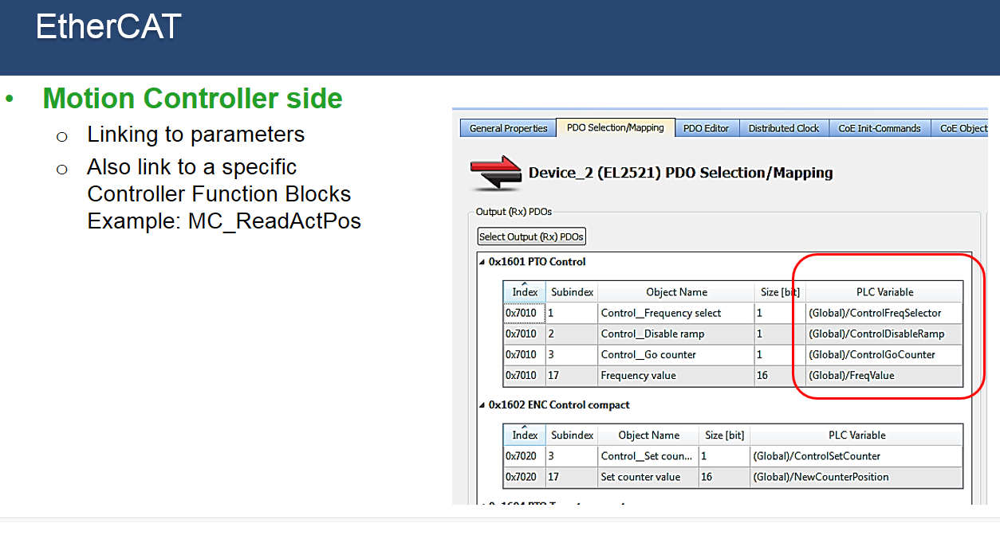 EtherCAT
• Motion Controller side
o Linking to parameters
o Also link to a specific
Controller Function Blocks
Example: MC_ReadActPos
General Properties PDO Selection/Mapping PDO Editor Distributed Clock CoE Init-Commands CoE Object
Device_2 (EL2521) PDO Selection/Mapping
Output (Rx) PDOs
Select Output (Rx) PDOs
0x1601 PTO Control
Index Subindex Object Name Size [bit] PLC Variable
0x7010 1 Control__Frequency select 1 (Global)/ControlFreqSelector
0x7010 2 Control__Disable ramp 1 (Global)/ControlDisableRamp
0x7010 3 Control__Go counter 1 (Global)/ControlGoCounter
0x7010 17 Frequency value 16 (Global)/FreqValue
0x1602 ENC Control compact
Index Subindex Object Name Size [bit] PLC Variable
0x7020 3 Control__Set coun... 1 (Global)/ControlSetCounter
0x7020 17 Set counter value 16 (Global)/NewCounterPosition